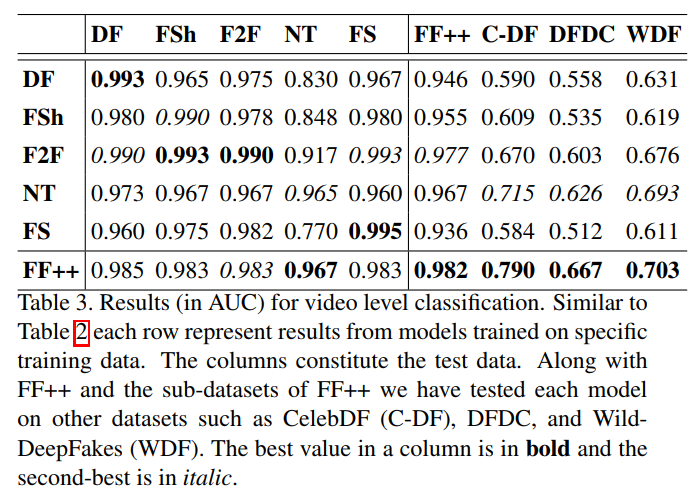 DF FSh F2F NT FS FF++ C-DF DFDC WDF
DF 0.993 0.965 0.975 0.830 0.967 0.946 0.590 0.558 0.631
FSh 0.980 0.990 0.978 0.848 0.980 0.955 0.609 0.535 0.619
F2F 0.990 0.993 0.990 0.917 0.993 0.977 0.670 0.603 0.676
NT 0.973 0.967 0.967 0.965 0.960 0.967 0.715 0.626 0.693
FS 0.960 0.975 0.982 0.770 0.995 0.936 0.584 0.512 0.611
FF++ 0.985 0.983 0.983 0.967 0.983 0.982 0.790 0.667 0.703
Table 3. Results (in AUC) for video level classification. Similar to
Table 2 each row represent results from models trained on specific
training data. The columns constitute the test data. Along with
FF++ and the sub-datasets of FF++ we have tested each model
on other datasets such as CelebDF (C-DF), DFDC, and Wild-
DeepFakes (WDF). The best value in a column is in bold and the
second-best is in italic.